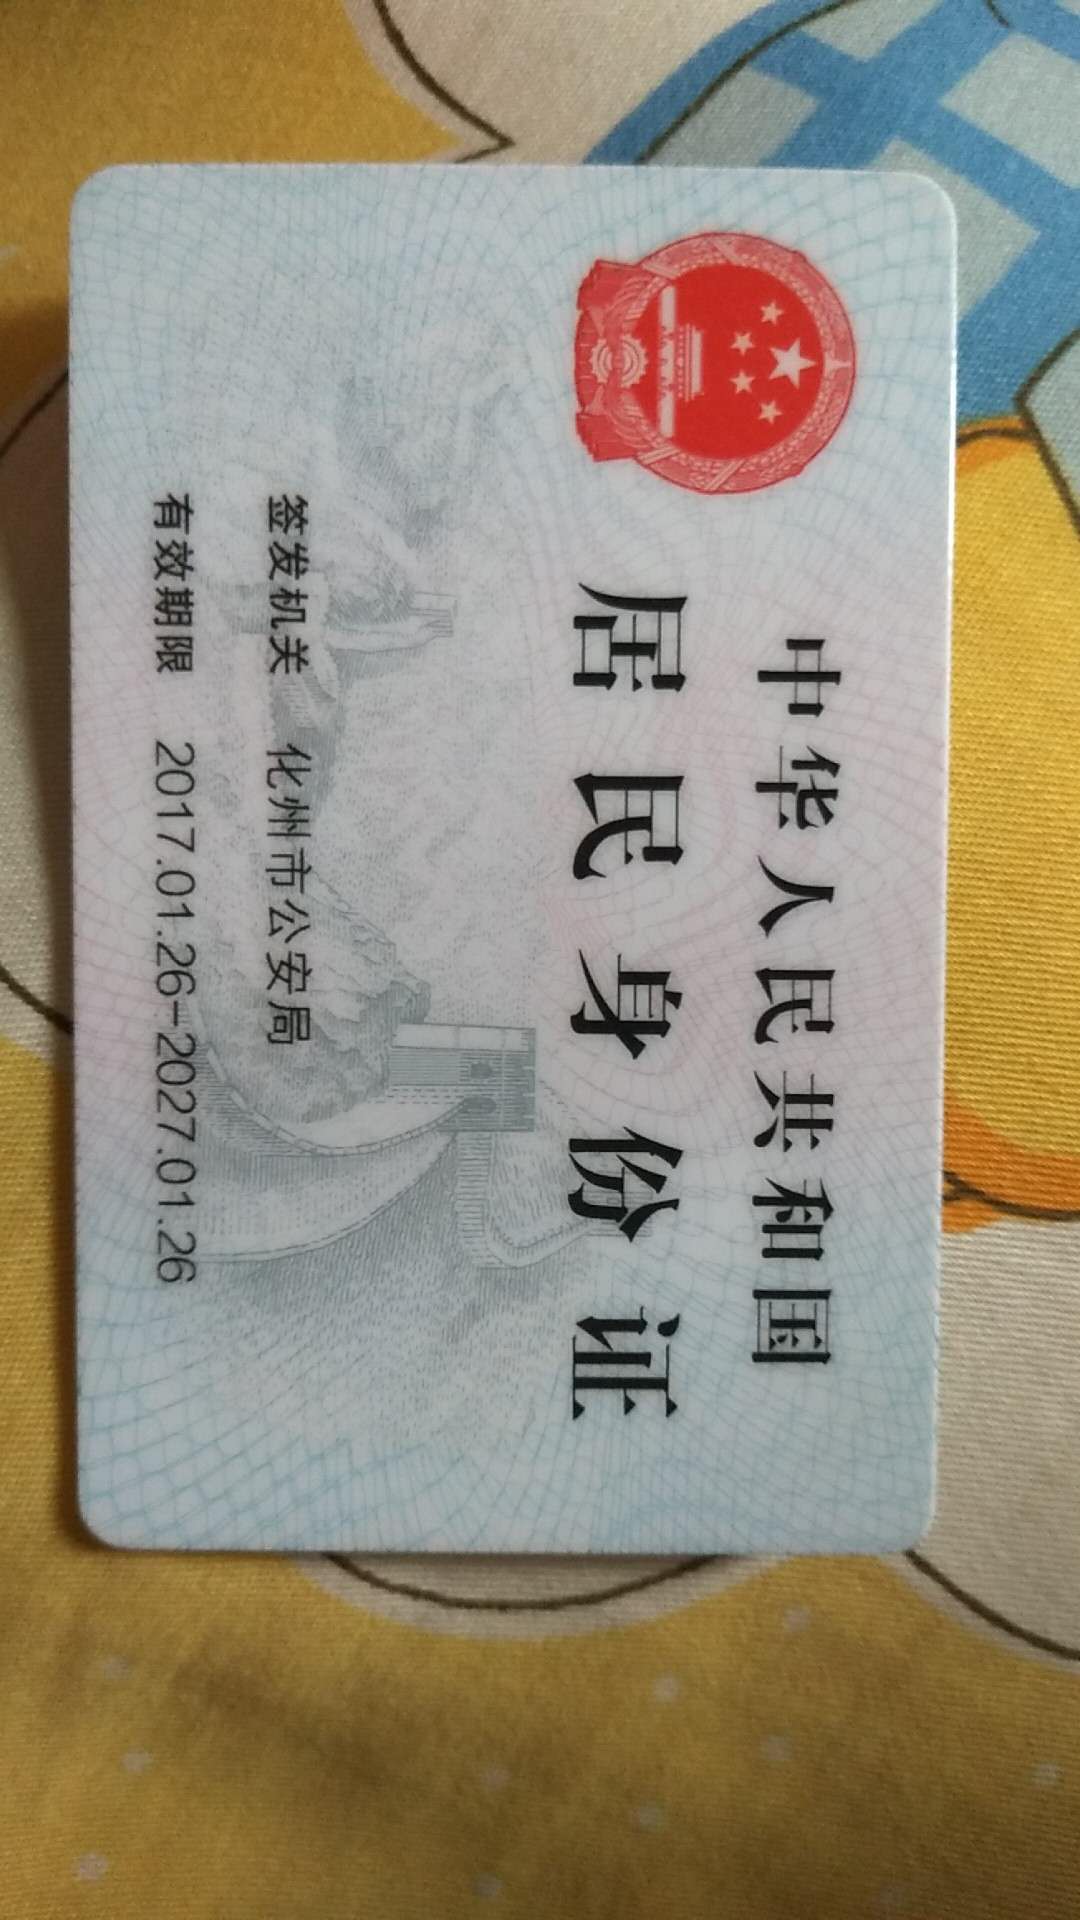 中华人民共和国
居民身份证
签发机关 化州市公安局
有效期限 2017.01.26-2027.01.26